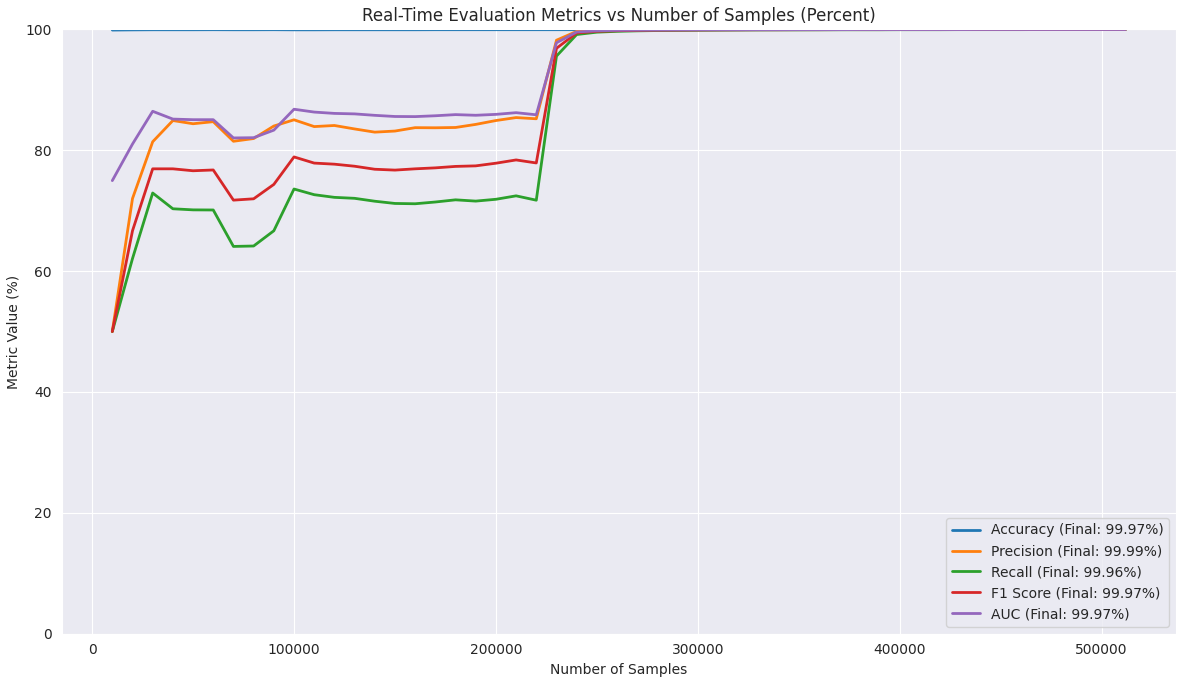 Real-Time Evaluation Metrics vs Number of Samples (Percent)
Metric Value (%)
100
80
60
40
20
0
0 100000 200000 300000 400000 500000
Number of Samples
Accuracy (Final: 99.97%)
Precision (Final: 99.99%)
Recall (Final: 99.96%)
F1 Score (Final: 99.97%)
AUC (Final: 99.97%)